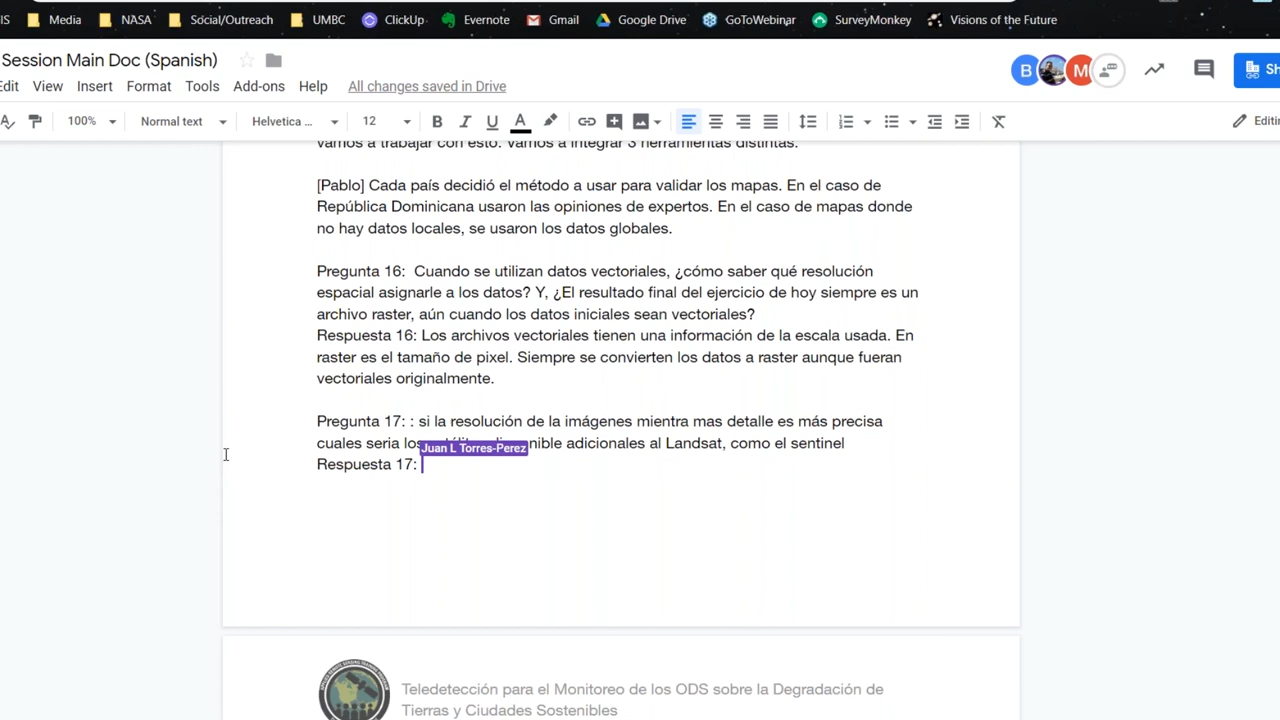 Media NASA Social/Outreach UMBC ClickUp Evernote Gmail Google Drive GoToWebinar SurveyMonkey Visions of the Future
Session Main Doc (Spanish)
B M
View Insert Format Tools Add-ons Help All changes saved in Drive
100% Normal text Helvetica ... 12 B I U A
vamos a trabajar con esto. Vamos a integrar 3 herramientas distintas.
[Pablo] Cada país decidió el método a usar para validar los mapas. En el caso de
República Dominicana usaron las opiniones de expertos. En el caso de mapas donde
no hay datos locales, se usaron los datos globales.
Pregunta 16: Cuando se utilizan datos vectoriales, ¿cómo saber qué resolución
espacial asignarle a los datos? Y, ¿El resultado final del ejercicio de hoy siempre es un
archivo raster, aún cuando los datos iniciales sean vectoriales?
Respuesta 16: Los archivos vectoriales tienen una información de la escala usada. En
raster es el tamaño de pixel. Siempre se convierten los datos a raster aunque fueran
vectoriales originalmente.
Pregunta 17: : si la resolución de la imágenes mientra mas detalle es más precisa
cuales seria los adicionales al Landsat, como el sentinel
Juan L Torres-Perez
Respuesta 17:
Teledetección para el Monitoreo de los ODS sobre la Degradación de
Tierras y Ciudades Sostenibles